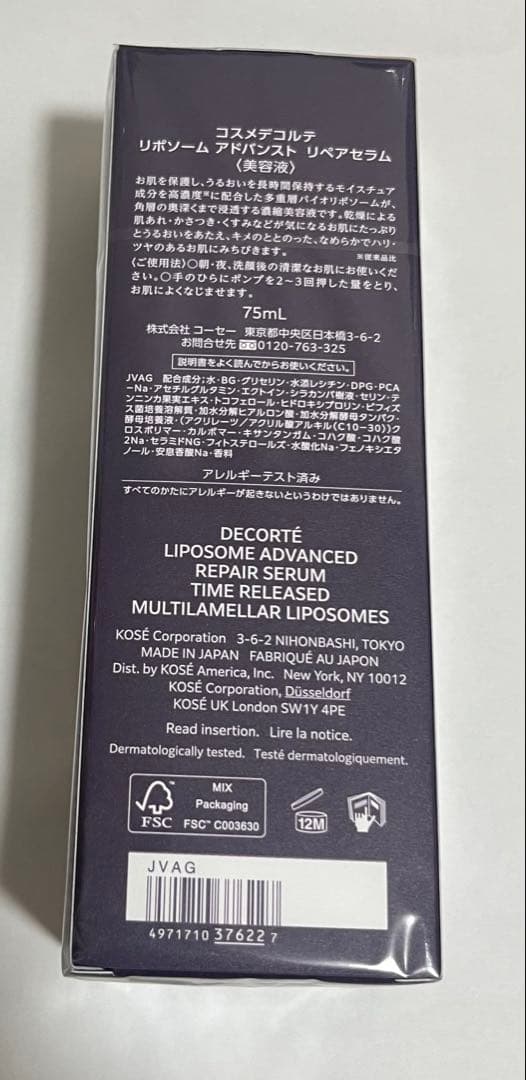 コスメデコルテ
リポソーム アドバンスト リペアセラム
〈美容液〉
お肌を保護し、うるおいを長時間保持するモイスチュア
成分を高濃度※に配合した多重層バイオリポソームが、
角層の奥深くまで浸透する濃縮美容液です。乾燥による
肌あれ・かさつき・くすみなどが気になるお肌にたっぷり
とうるおいをあたえ、キメのととのった、なめらかでハリ・
ツヤのあるお肌にみちびきます。 ※従来品比
〈ご使用法〉○朝・夜、洗顔後の清潔なお肌にお使いくだ
さい。○手のひらにポンプを2~3回押した量をとり、
お肌によくなじませます。
75mL
株式会社 コーセー 東京都中央区日本橋3-6-2
お問合せ先 0120-763-325
説明書をよく読んでからお使いください。
JVAG 配合成分;水・BG・グリセリン・水添レシチン・DPG・PCA
-Na・アセチルグルタミン・エクトイン・シラカンバ樹液・セリン・テ
ンニンカ果実エキス・トコフェロール・ヒドロキシプロリン・ビフィズ
ス菌培養溶解質・加水分解ヒアルロン酸・加水分解酵母タンパク・
酵母培養液・(アクリレーツ/アクリル酸アルキル(C10-30))ク
ロスポリマー・カルボマー・キサンタンガム・コハク酸・コハク酸
2Na・セラミドNG・フィトステロールズ・水酸化Na・フェノキシエタ
ノール・安息香酸Na・香料
アレルギーテスト済み
すべてのかたにアレルギーが起きないというわけではありません。
DECORTÉ
LIPOSOME ADVANCED
REPAIR SERUM
TIME RELEASED
MULTILAMELLAR LIPOSOMES
KOSÉ Corporation 3-6-2 NIHONBASHI, TOKYO
MADE IN JAPAN FABRIQUÉ AU JAPON
Dist. by KOSÉ America, Inc. New York, NY 10012
KOSÉ Corporation, Düsseldorf
KOSÉ UK London SW1Y 4PE
Read insertion. Lire la notice.
Dermatologically tested. Testé dermatologiquement.
MIX
Packaging
FSC™ C003630
FSC
12M
JVAG
4971710 37622 7